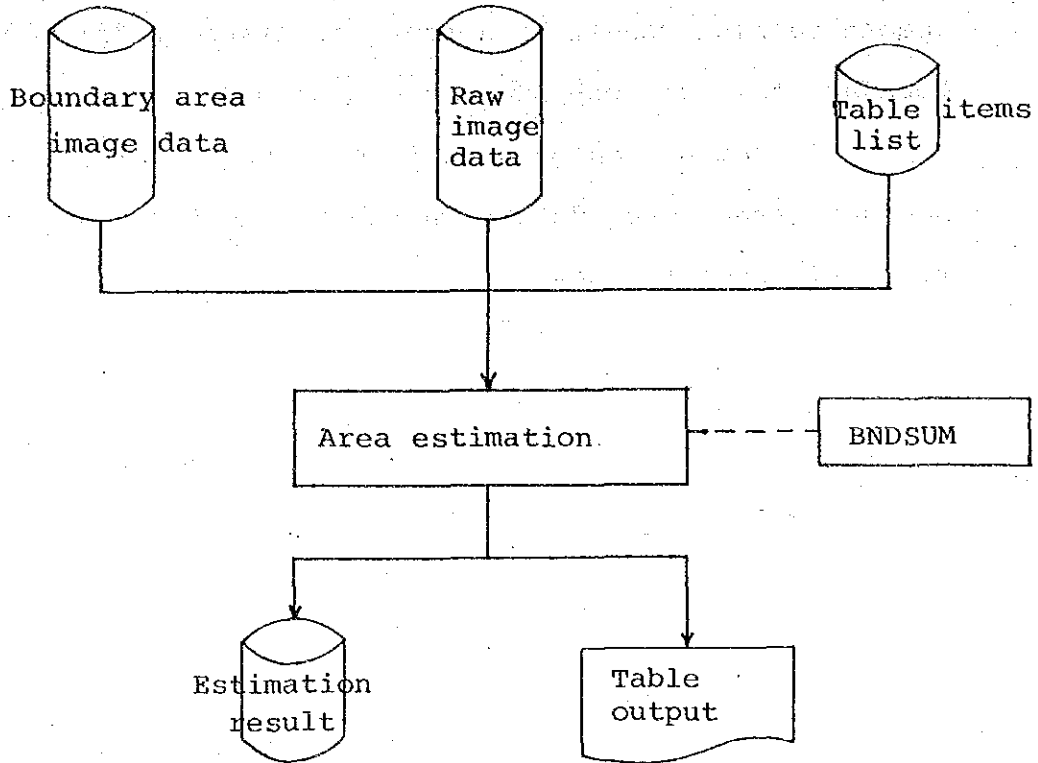 Boundary area
image data
Raw
image
data
Table items
list
Area estimation
BNDSUM
Estimation
result
Table
output